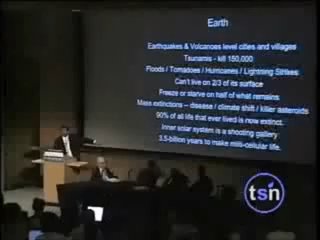 Earth
Earthquakes & Volcanoes level cities and villages
Tsunamis - kill 150,000
Floods / Tornadoes / Hurricanes / Lightning Strikes
Can't live on 2/3 of its surface
Freeze or starve on half of what remains
Mass extinctions – disease / climate shift / killer asteroids
90% of all life that ever lived is now extinct.
Inner solar system is a shooting gallery
3.5-billion years to make milti-cellular life.
tsn